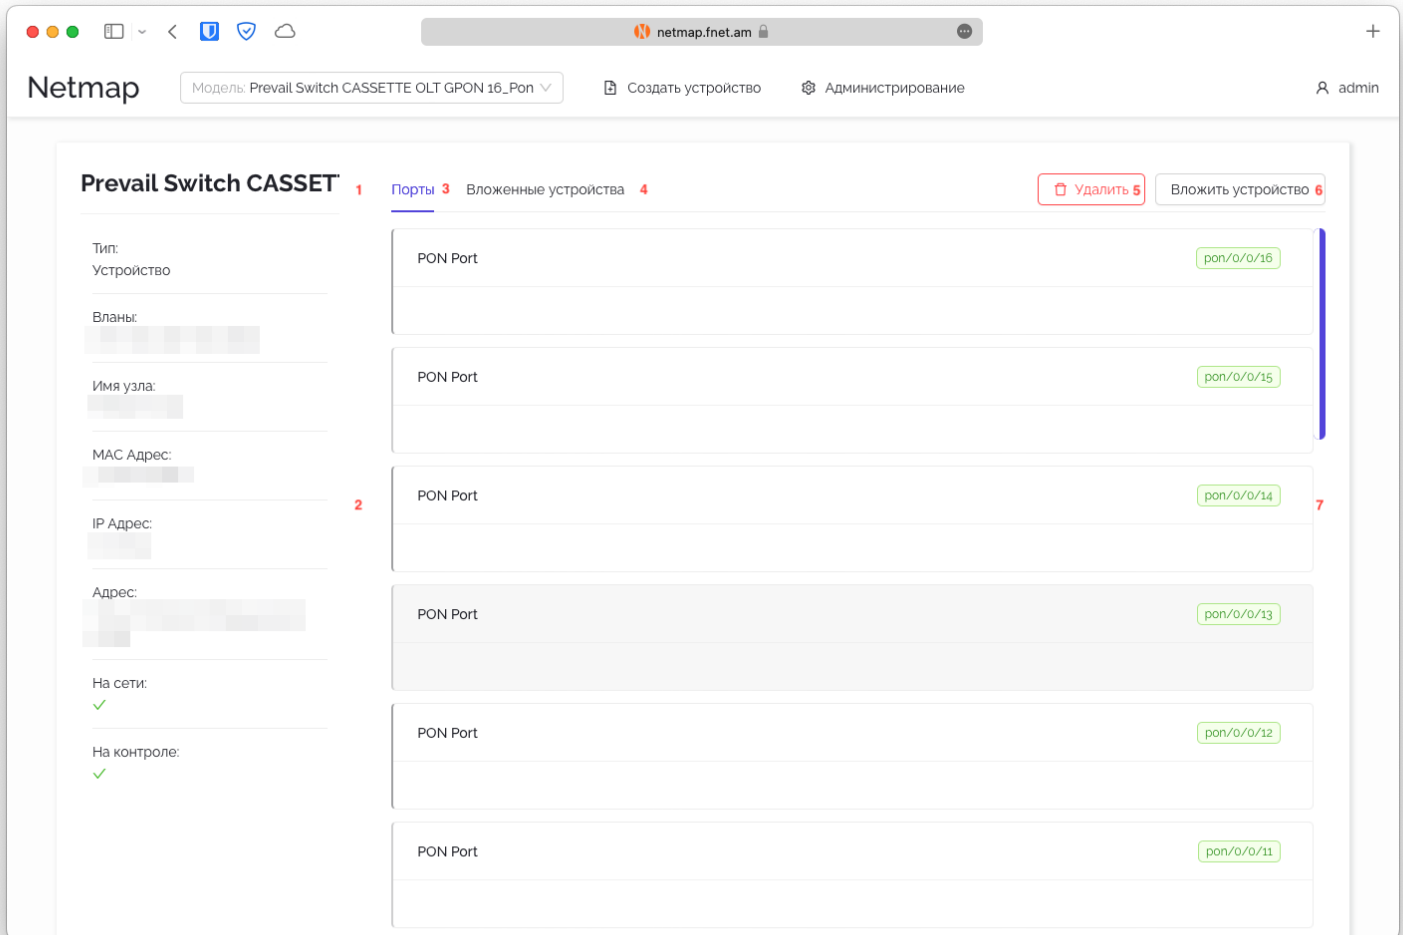 netmap.fnet.am
Netmap
Модель: Prevail Switch CASSETTE OLT GPON 16_Pon
Создать устройство
Администрирование
admin
Prevail Switch CASSET
1
Порты 3
Вложенные устройства 4
Удалить 5
Вложить устройство 6
Тип:
Устройство
Вланы:
Имя узла:
MAC Адрес:
2
IP Адрес:
Адрес:
На сети:
На контроле:
PON Port pon/0/0/16
PON Port pon/0/0/15
PON Port pon/0/0/14
7
PON Port pon/0/0/13
PON Port pon/0/0/12
PON Port pon/0/0/11